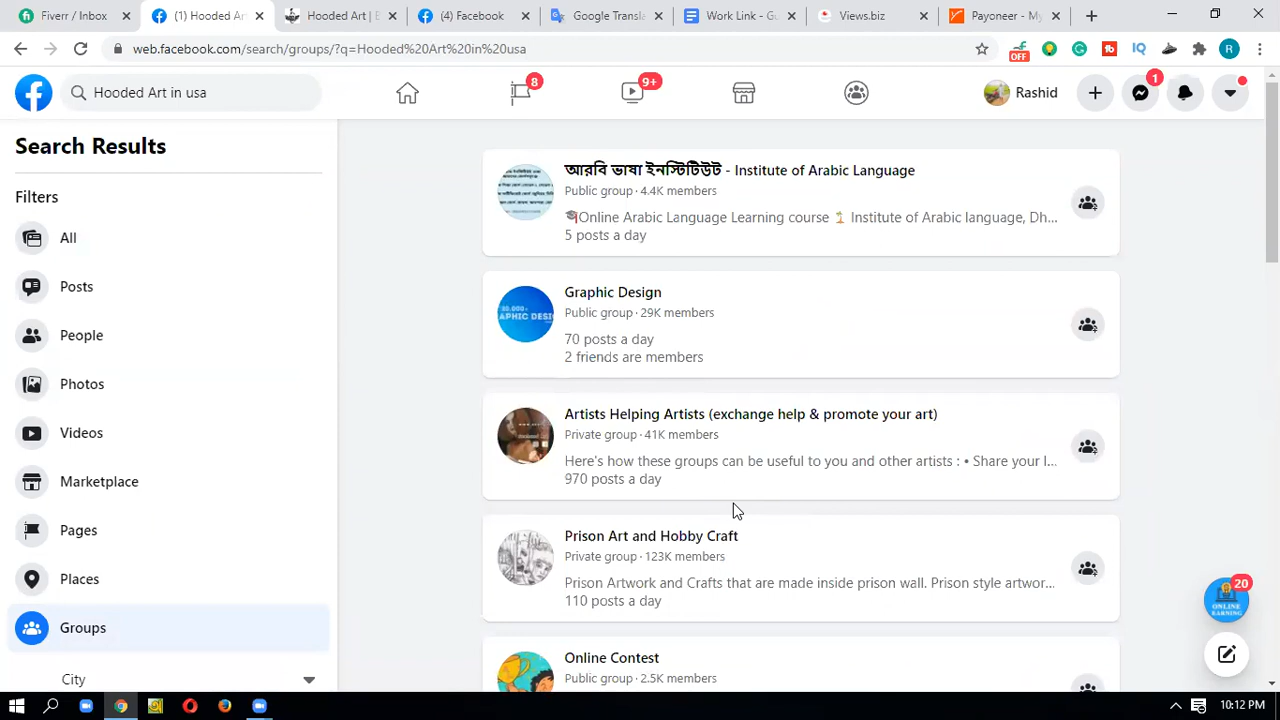 Fiverr / Inbox
(1) Hooded Ar
Hooded Art | B
(4) Facebook
Google Transla
Work Link - Gu
Views.biz
Payoneer - My
web.facebook.com/search/groups/?q=Hooded%20Art%20in%20usa
OFF
IQ
R
Hooded Art in usa
8
9+
Rashid
1
Search Results
Filters
All
Posts
People
Photos
Videos
Marketplace
Pages
Places
Groups
City
আরবি ভাষা ইনস্টিটিউট - Institute of Arabic Language
Public group · 4.4K members
Online Arabic Language Learning course Institute of Arabic language, Dh...
5 posts a day
Graphic Design
Public group · 29K members
70 posts a day
2 friends are members
Artists Helping Artists (exchange help & promote your art)
Private group · 41K members
Here's how these groups can be useful to you and other artists : • Share your l...
970 posts a day
Prison Art and Hobby Craft
Private group · 123K members
Prison Artwork and Crafts that are made inside prison wall. Prison style artwor...
110 posts a day
Online Contest
Public group · 2.5K members
20
ONLINE
EARNING
10:12 PM